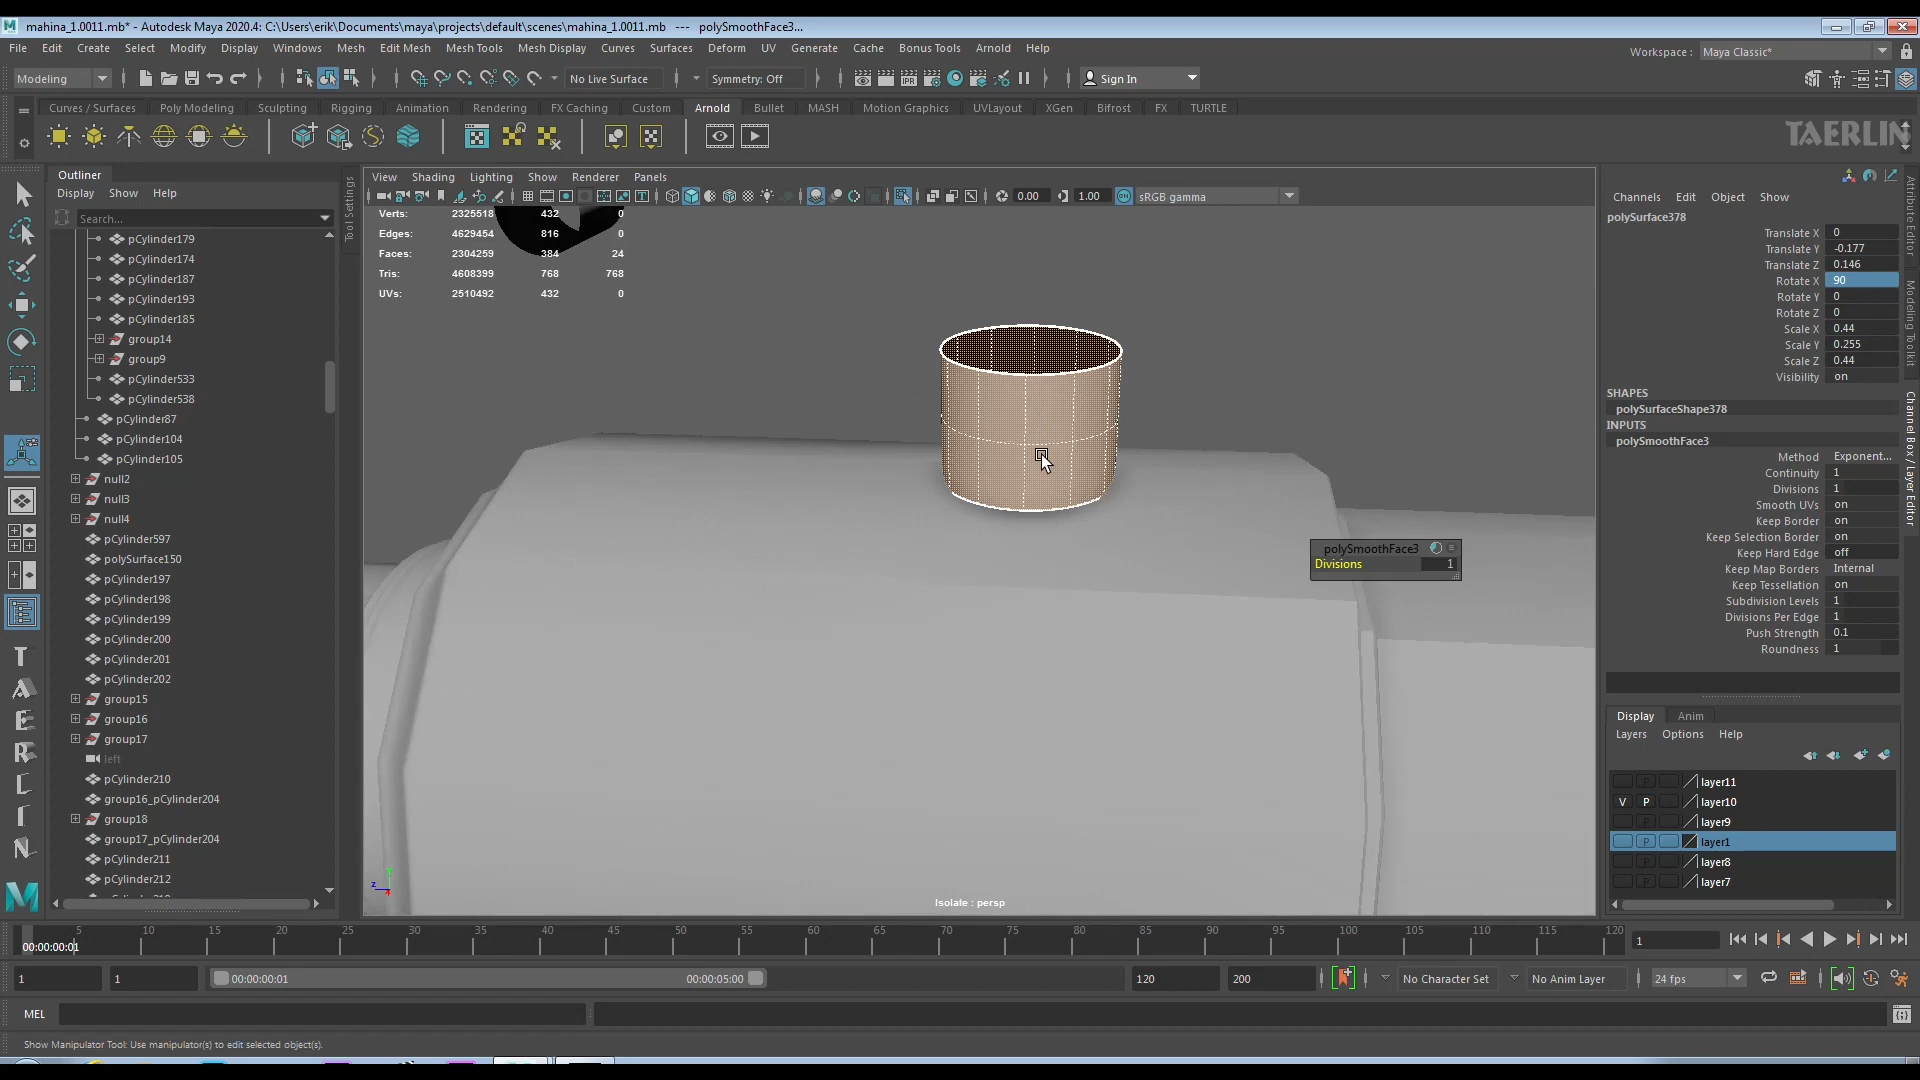 mahina_1.0011.mb* - Autodesk Maya 2020.4: C:\Users\erik\Documents\maya\projects\default\scenes\mahina_1.0011.mb   ---   polySmoothFace3...
File Edit Create Select Modify Display Windows Mesh Edit Mesh Mesh Tools Mesh Display Curves Surfaces Deform UV Generate Cache Bonus Tools Arnold Help
Workspace : Maya Classic*
Modeling No Live Surface Symmetry: Off IPR Sign In
Curves / Surfaces Poly Modeling Sculpting Rigging Animation Rendering FX Caching Custom Arnold Bullet MASH Motion Graphics UVLayout XGen Bifrost FX TURTLE
TAERLIN
Outliner
Display Show Help
Search...
pCylinder179
pCylinder174
pCylinder187
pCylinder193
pCylinder185
group14
group9
pCylinder533
pCylinder538
pCylinder87
pCylinder104
pCylinder105
null2
null3
null4
pCylinder597
polySurface150
pCylinder197
pCylinder198
pCylinder199
pCylinder200
pCylinder201
pCylinder202
group15
group16
group17
left
pCylinder210
group16_pCylinder204
group18
group17_pCylinder204
pCylinder211
pCylinder212
Tool Settings
View Shading Lighting Show Renderer Panels
0.00 1.00 sRGB gamma
Verts: 2325518 432 0
Edges: 4629454 816 0
Faces: 2304259 384 24
Tris: 4608399 768 768
UVs: 2510492 432 0
polySmoothFace3
Divisions 1
z
Isolate : persp
Channels Edit Object Show
polySurface378
Translate X 0
Translate Y -0.177
Translate Z 0.146
Rotate X 90
Rotate Y 0
Rotate Z 0
Scale X 0.44
Scale Y 0.255
Scale Z 0.44
Visibility on
SHAPES
polySurfaceShape378
INPUTS
polySmoothFace3
Method Exponent...
Continuity 1
Divisions 1
Smooth UVs on
Keep Border on
Keep Selection Border on
Keep Hard Edge off
Keep Map Borders Internal
Keep Tessellation on
Subdivision Levels 1
Divisions Per Edge 1
Push Strength 0.1
Roundness 1
Attribute Editor
Modeling Toolkit
Channel Box / Layer Editor
Display Anim
Layers Options Help
P layer11
V P layer10
P layer9
P layer1
P layer8
P layer7
5 10 15 20 25 30 35 40 45 50 55 60 65 70 75 80 85 90 95 100 105 110 115 120
00:00:00:01
1
1 1 00:00:00:01 00:00:05:00 120 200 No Character Set No Anim Layer 24 fps
MEL
Show Manipulator Tool: Use manipulator(s) to edit selected object(s).